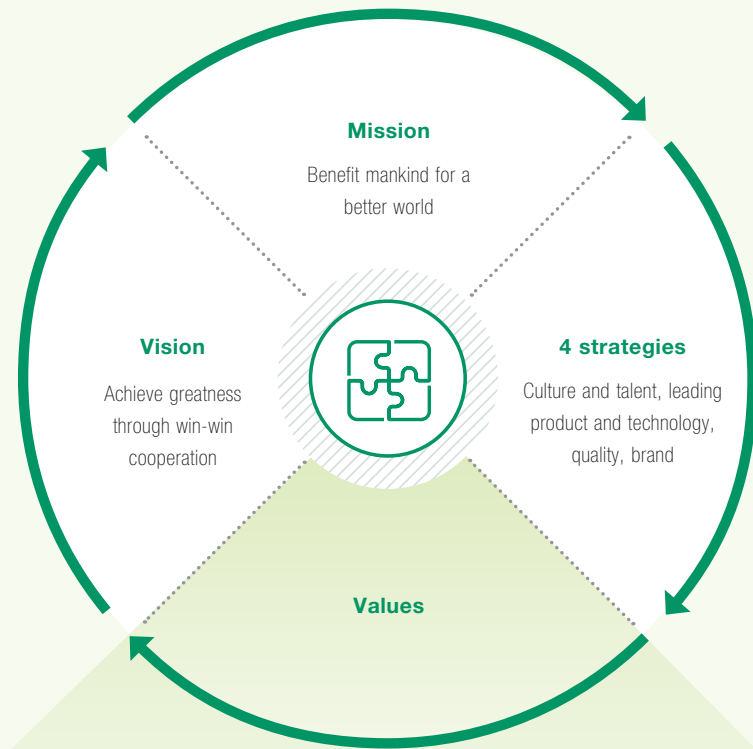 Mission
Benefit mankind for a
better world
Vision
Achieve greatness
through win-win
cooperation
4 strategies
Culture and talent, leading
product and technology,
quality, brand
Values